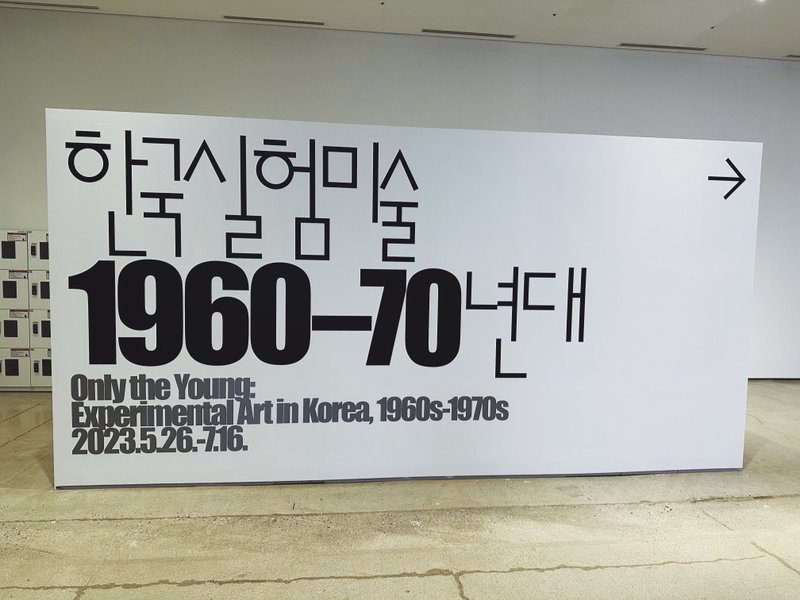 한국실험미술
1960–70년대
Only the Young:
Experimental Art in Korea, 1960s-1970s
2023.5.26.-7.16.